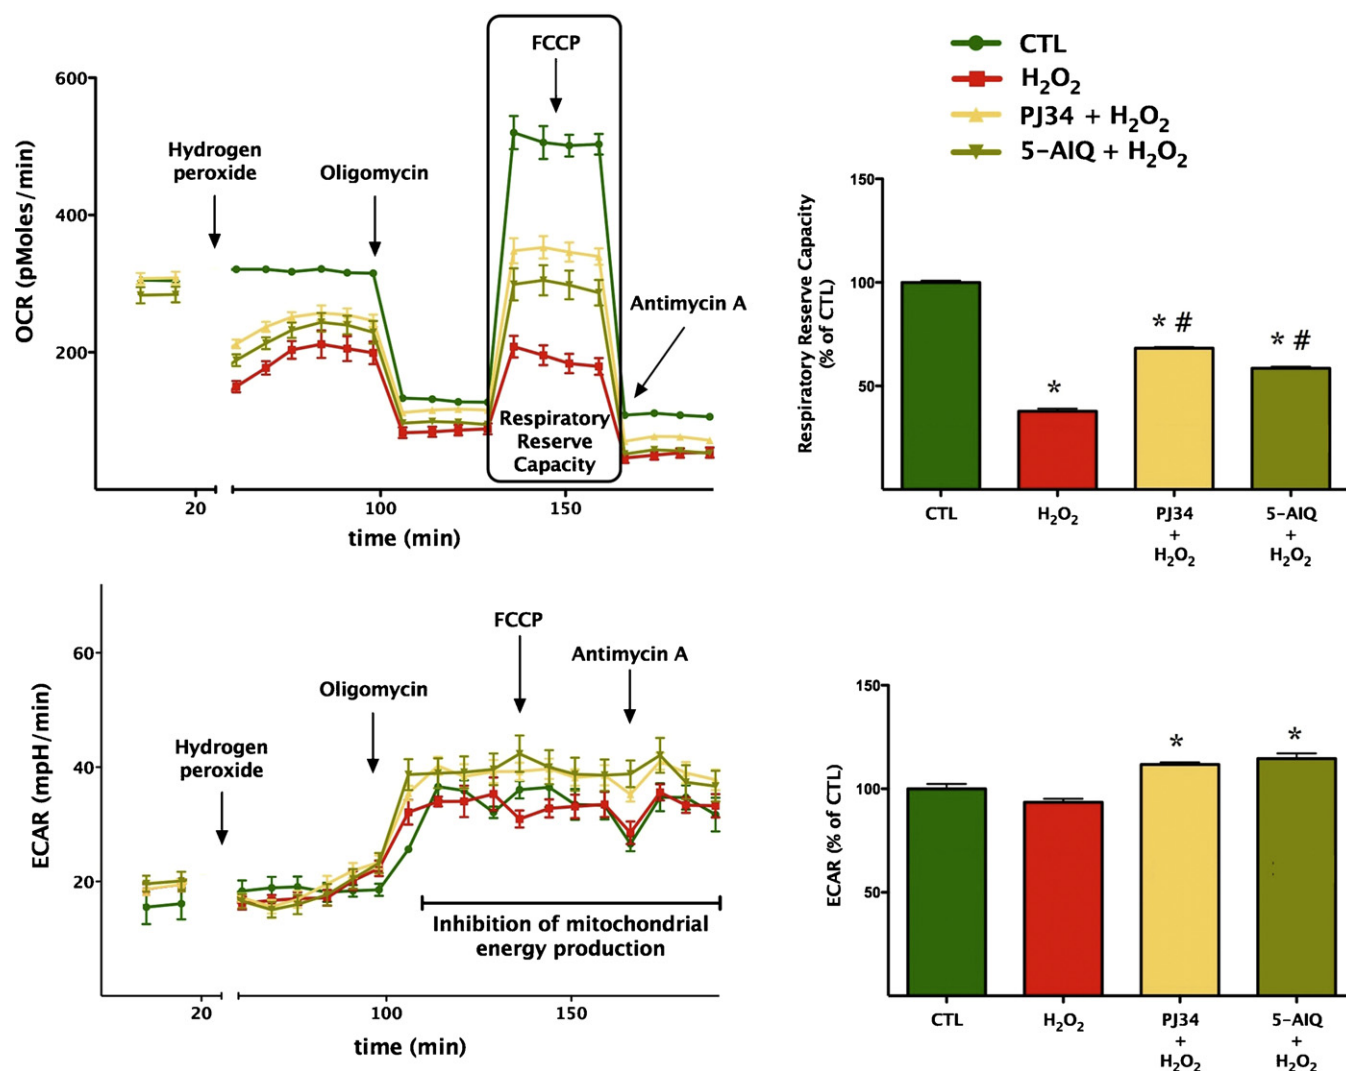 FCCP
CTL
H₂O₂
PJ34 + H₂O₂
5-AIQ + H₂O₂
600
400
200
OCR (pMoles/min)
Hydrogen
peroxide
Oligomycin
Antimycin A
Respiratory
Reserve
Capacity
20
100
150
time (min)
150
100
50
Respiratory Reserve Capacity
(% of CTL)
*
* #
* #
CTL
H₂O₂
PJ34
+
H₂O₂
5-AIQ
+
H₂O₂
60
40
20
ECAR (mpH/min)
Hydrogen
peroxide
Oligomycin
FCCP
Antimycin A
Inhibition of mitochondrial
energy production
20
100
150
time (min)
150
100
50
ECAR (% of CTL)
*
*
CTL
H₂O₂
PJ34
+
H₂O₂
5-AIQ
+
H₂O₂